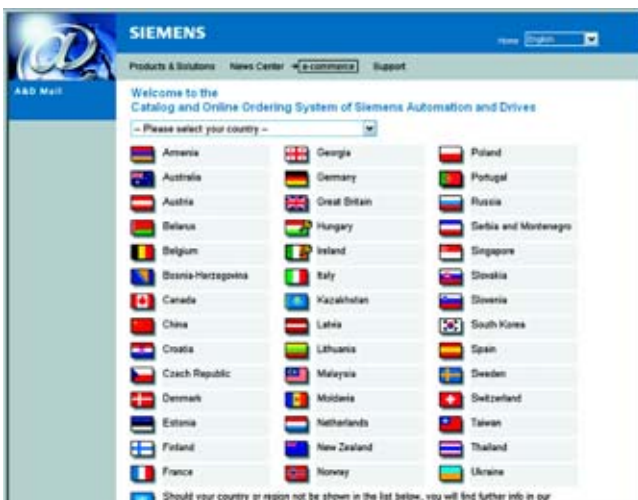 SIEMENS
Home English
Products & Solutions News Center e-commerce Support
A&D Mall
Welcome to the
Catalog and Online Ordering System of Siemens Automation and Drives
-- Please select your country --
Armenia Georgia Poland
Australia Germany Portugal
Austria Great Britain Russia
Belarus Hungary Serbia and Montenegro
Belgium Ireland Singapore
Bosnia-Herzegovina Italy Slovakia
Canada Kazakhstan Slovenia
China Latvia South Korea
Croatia Lithuania Spain
Czech Republic Malaysia Sweden
Denmark Moldavia Switzerland
Estonia Netherlands Taiwan
Finland New Zealand Thailand
France Norway Ukraine
Should your country or region not be shown in the list below, you will find further info in our